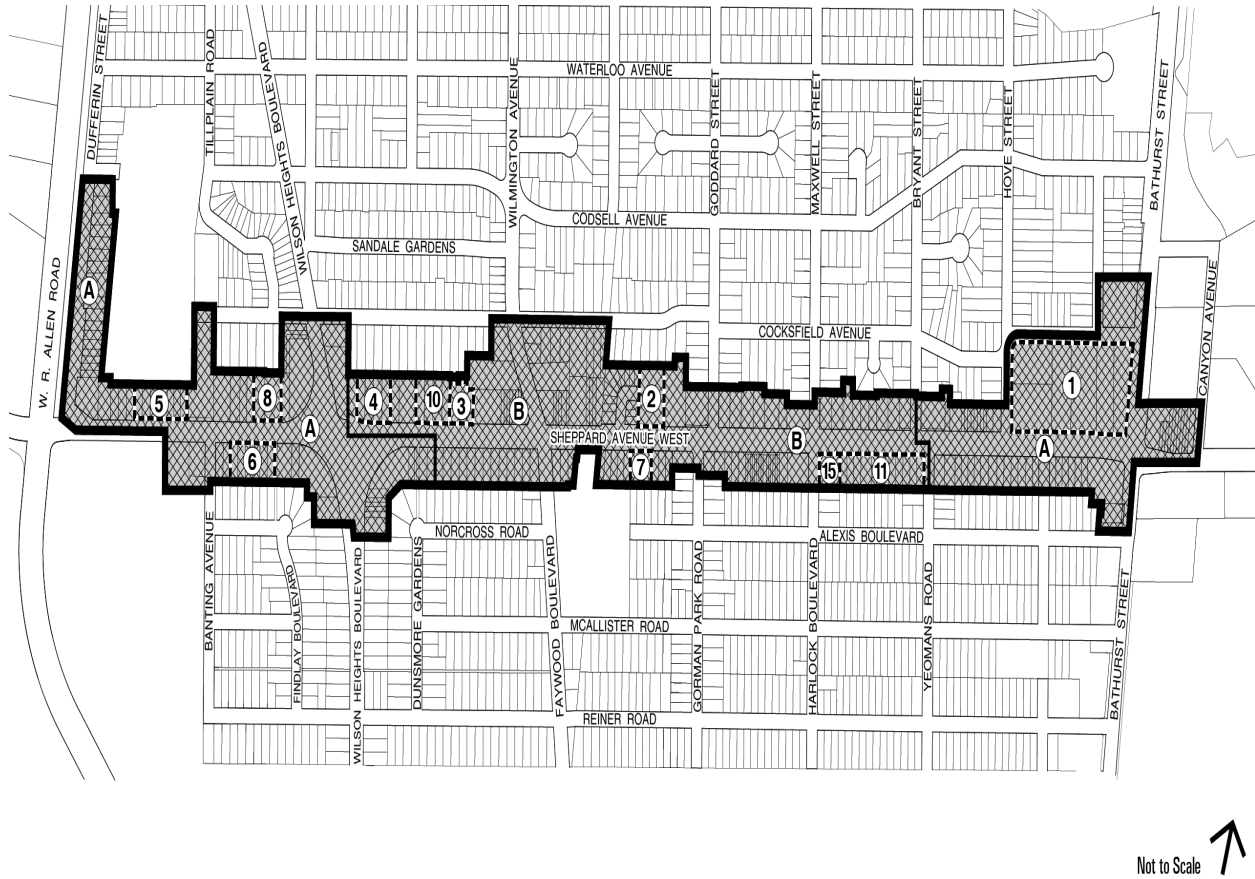 DUFFERIN STREET
TILLPLAIN ROAD
WILSON HEIGHTS BOULEVARD
WATERLOO AVENUE
WILMINGTON AVENUE
GODDARD STREET
MAXWELL STREET
BRYANT STREET
HOVE STREET
BATHURST STREET
CODSELL AVENUE
SANDALE GARDENS
W. R. ALLEN ROAD
A
COCKSFIELD AVENUE
CANYON AVENUE
5
8
4
10
3
B
2
1
A
SHEPPARD AVENUE WEST
B
A
6
7
15
11
NORCROSS ROAD
ALEXIS BOULEVARD
BANTING AVENUE
FINDLAY BOULEVARD
WILSON HEIGHTS BOULEVARD
DUNSMORE GARDENS
FAYWOOD BOULEVARD
MCALLISTER ROAD
GORMAN PARK ROAD
HARLOCK BOULEVARD
YEOMANS ROAD
BATHURST STREET
REINER ROAD
Not to Scale